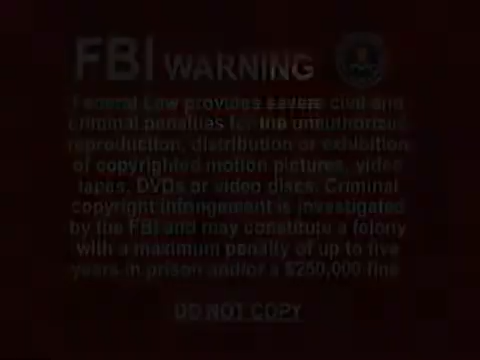 FBI WARNING
Federal Law provides severe civil and
criminal penalties for the unauthorized
reproduction, distribution or exhibition
of copyrighted motion pictures, video
tapes, DVDs or video discs. Criminal
copyright infringement is investigated
by the FBI and may constitute a felony
with a maximum penalty of up to five
years in prison and/or a $250,000 fine.
DO NOT COPY